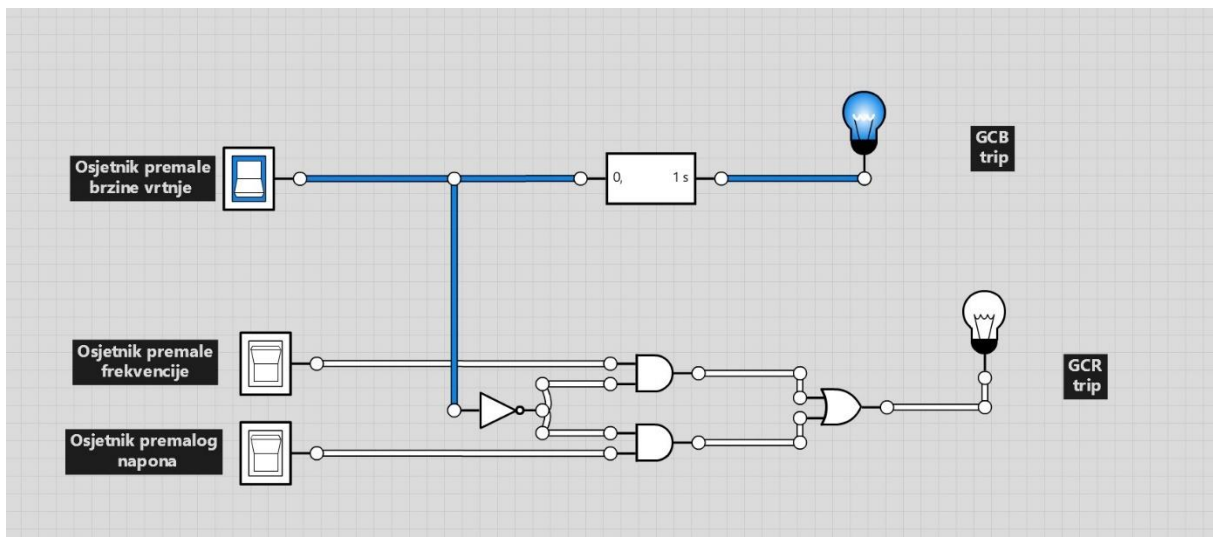 Osjetnik premale
brzine vrtnje
0, 1 s
GCB
trip
Osjetnik premale
frekvencije
GCR
trip
Osjetnik premalog
napona